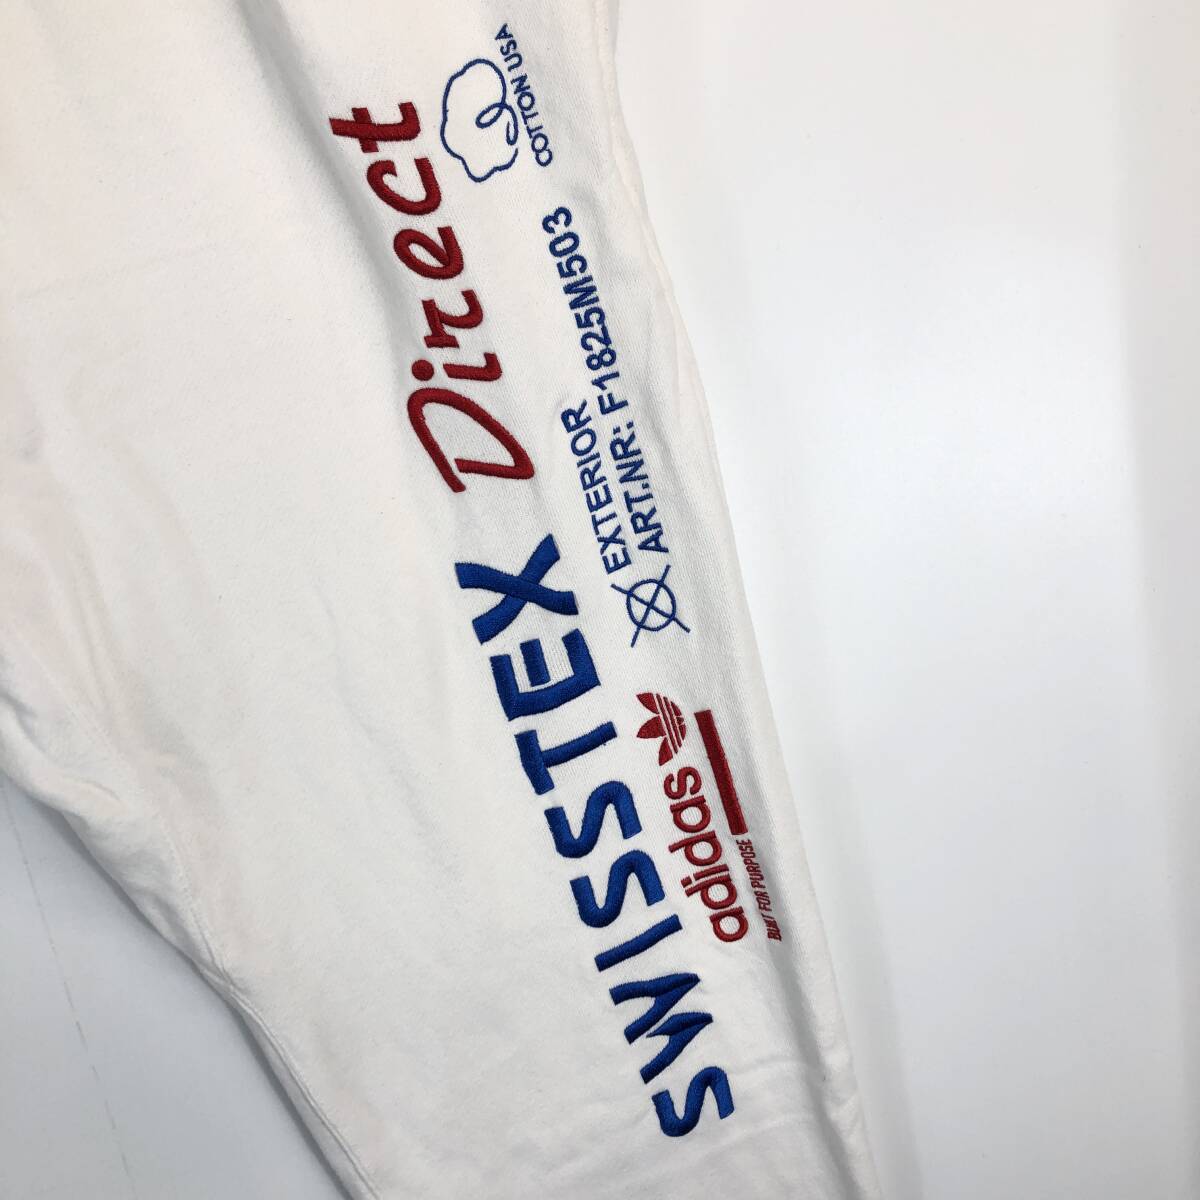 SWISSTEX Direct
adidas
BUILT FOR PURPOSE
EXTERIOR
ART.NR: F1825M503
COTTON USA